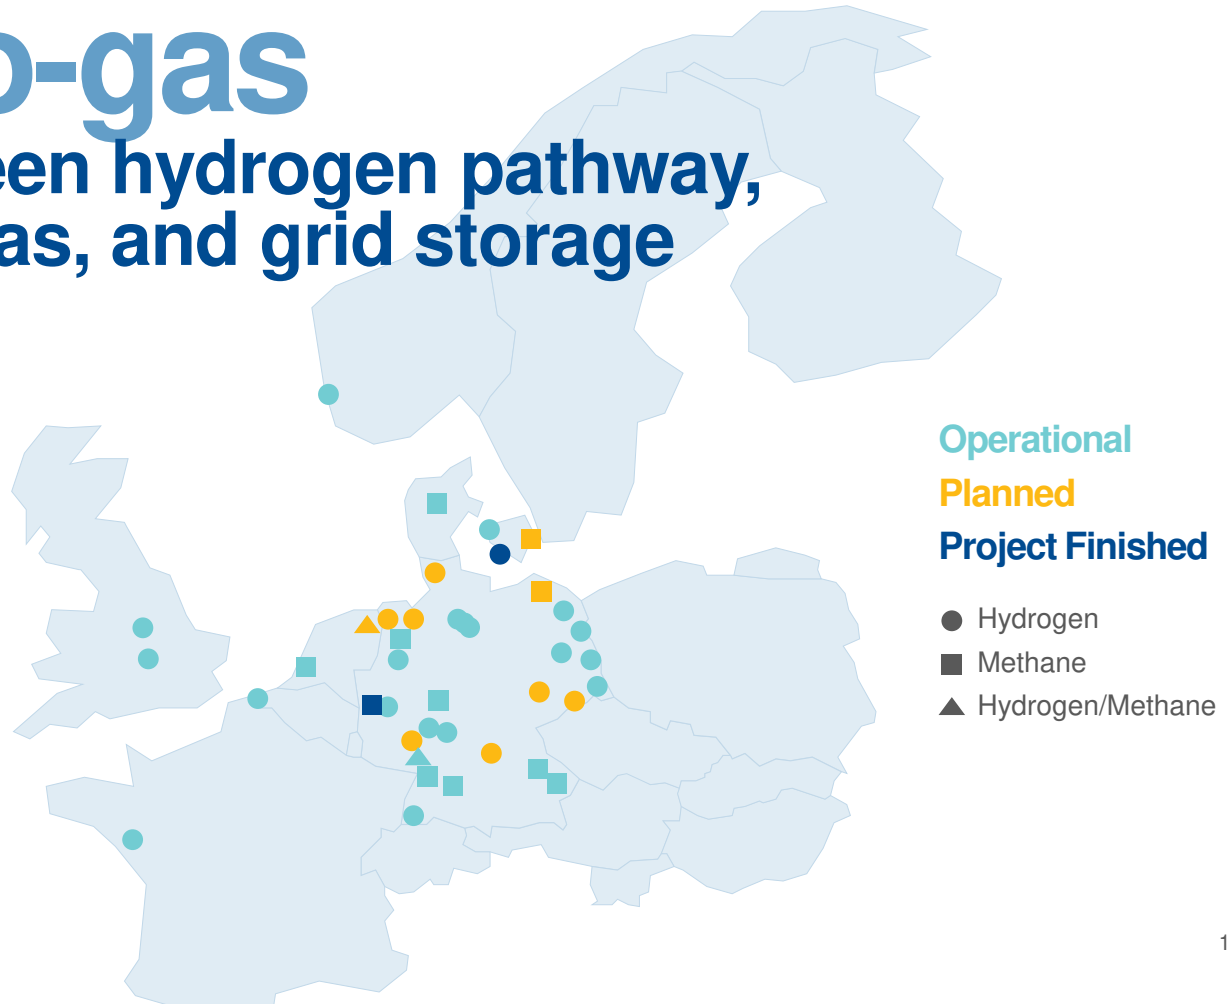 o-gas
een hydrogen pathway,
as, and grid storage
Operational
Planned
Project Finished
Hydrogen
Methane
Hydrogen/Methane
1